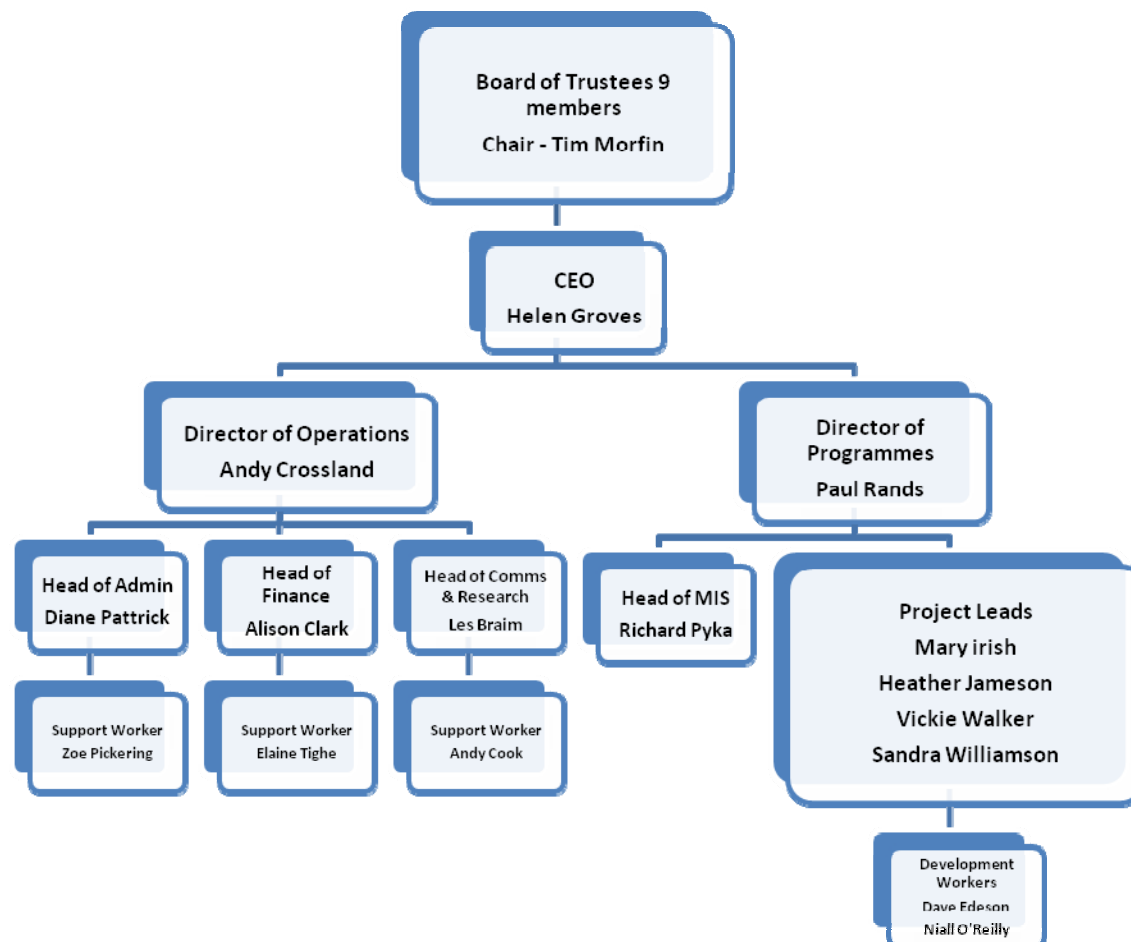 Board of Trustees 9
members
Chair - Tim Morfin
CEO
Helen Groves
Director of Operations
Andy Crossland
Director of
Programmes
Paul Rands
Head of Admin
Diane Pattrick
Head of
Finance
Alison Clark
Head of Comms
& Research
Les Braim
Head of MIS
Richard Pyka
Project Leads
Mary irish
Heather Jameson
Vickie Walker
Sandra Williamson
Support Worker
Zoe Pickering
Support Worker
Elaine Tighe
Support Worker
Andy Cook
Development
Workers
Dave Edeson
Niall O'Reilly